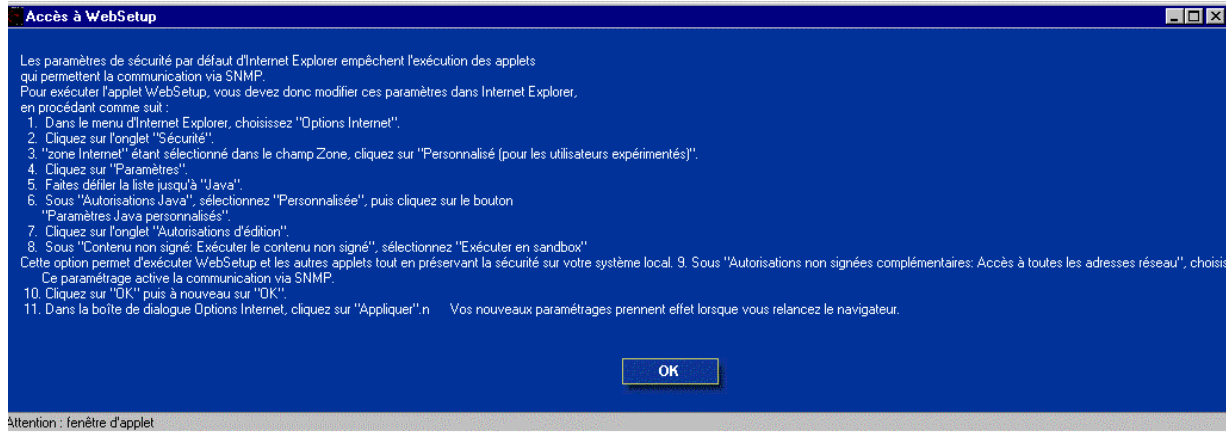 Accès à WebSetup
Les paramètres de sécurité par défaut d'Internet Explorer empêchent l'exécution des applets
qui permettent la communication via SNMP.
Pour exécuter l'applet WebSetup, vous devez donc modifier ces paramètres dans Internet Explorer,
en procédant comme suit :
1. Dans le menu d'Internet Explorer, choisissez "Options Internet".
2. Cliquez sur l'onglet "Sécurité".
3. "zone Internet" étant sélectionné dans le champ Zone, cliquez sur "Personnalisé (pour les utilisateurs expérimentés)".
4. Cliquez sur "Paramètres".
5. Faites défiler la liste jusqu'à "Java".
6. Sous "Autorisations Java", sélectionnez "Personnalisée", puis cliquez sur le bouton
"Paramètres Java personnalisés".
7. Cliquez sur l'onglet "Autorisations d'édition".
8. Sous "Contenu non signé: Exécuter le contenu non signé", sélectionnez "Exécuter en sandbox"
Cette option permet d'exécuter WebSetup et les autres applets tout en préservant la sécurité sur votre système local. 9. Sous "Autorisations non signées complémentaires: Accès à toutes les adresses réseau", choisis
Ce paramétrage active la communication via SNMP.
10. Cliquez sur "OK" puis à nouveau sur "OK".
11. Dans la boîte de dialogue Options Internet, cliquez sur "Appliquer".n Vos nouveaux paramétrages prennent effet lorsque vous relancez le navigateur.
OK
Attention : fenêtre d'applet